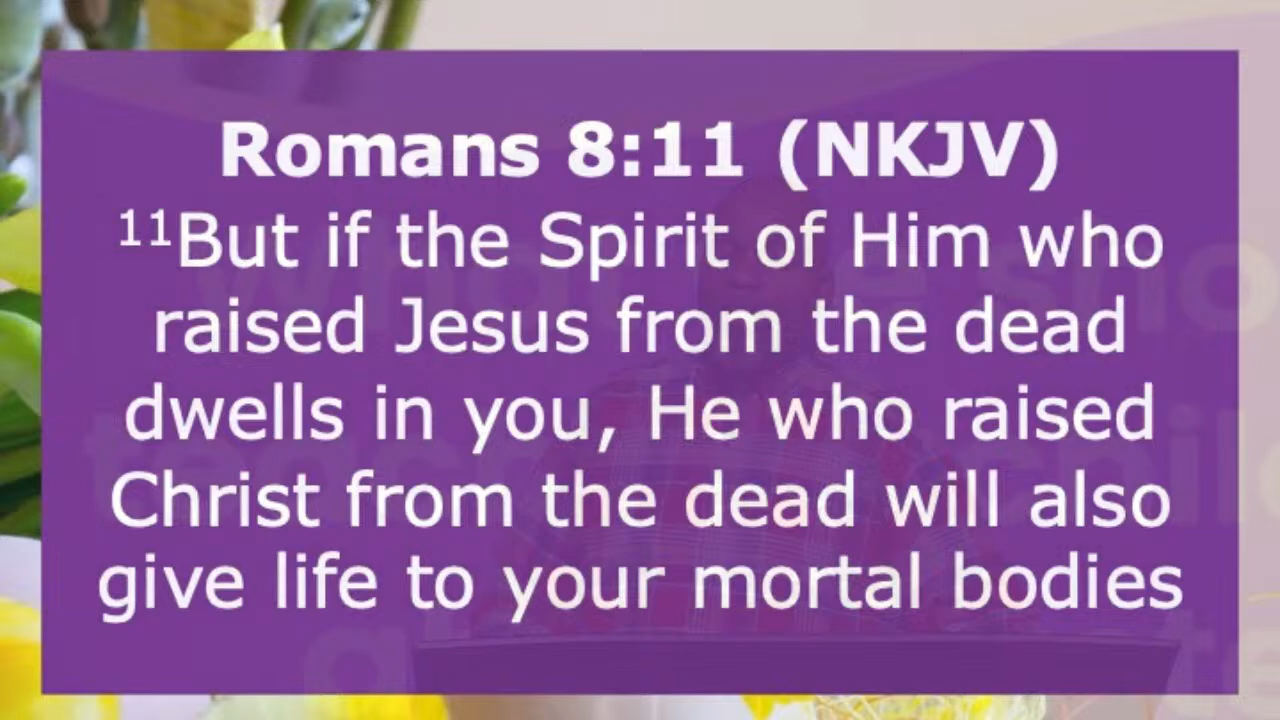 Romans 8:11 (NKJV)
11But if the Spirit of Him who
raised Jesus from the dead
dwells in you, He who raised
Christ from the dead will also
give life to your mortal bodies